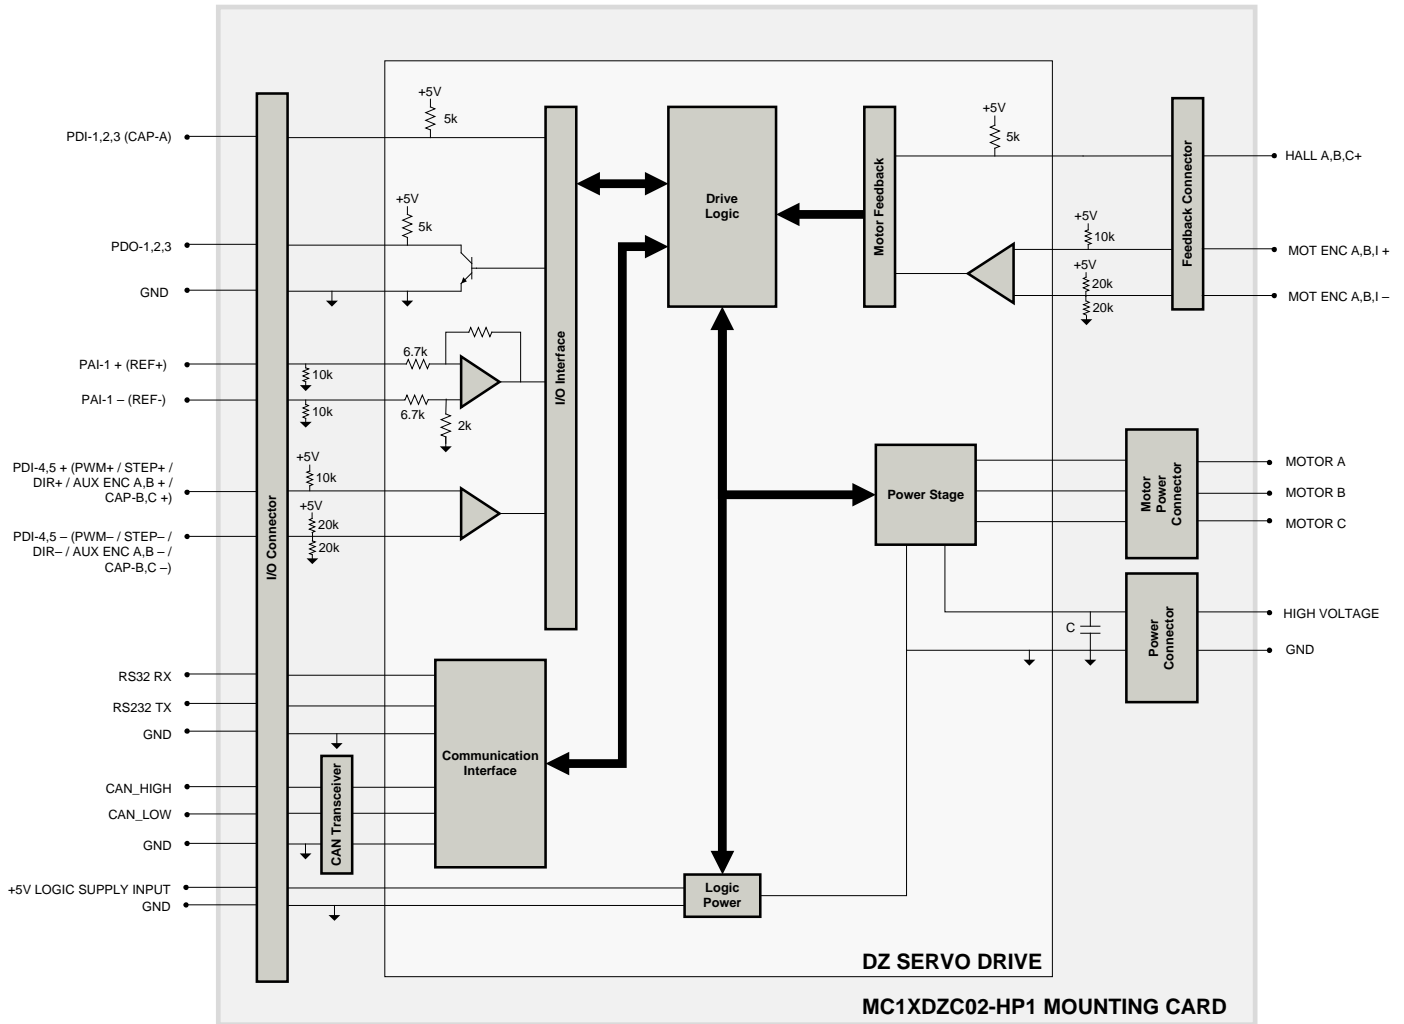 PDI-1,2,3 (CAP-A)
PDO-1,2,3
GND
PAI-1 + (REF+)
PAI-1 – (REF-)
PDI-4,5 + (PWM+ / STEP+ /
DIR+ / AUX ENC A,B + /
CAP-B,C +)
PDI-4,5 – (PWM– / STEP– /
DIR– / AUX ENC A,B – /
CAP-B,C –)
RS32 RX
RS232 TX
GND
CAN_HIGH
CAN_LOW
GND
+5V LOGIC SUPPLY INPUT
GND
I/O Connector
+5V
5k
+5V
5k
10k
6.7k
10k
6.7k
2k
+5V
10k
+5V
20k
20k
I/O Interface
CAN Transceiver
Communication
Interface
Drive
Logic
Logic
Power
Motor Feedback
+5V
5k
+5V
10k
+5V
20k
20k
Feedback Connector
HALL A,B,C+
MOT ENC A,B,I +
MOT ENC A,B,I –
Power Stage
Motor
Power
Connector
MOTOR A
MOTOR B
MOTOR C
C
Power
Connector
HIGH VOLTAGE
GND
DZ SERVO DRIVE
MC1XDZC02-HP1 MOUNTING CARD